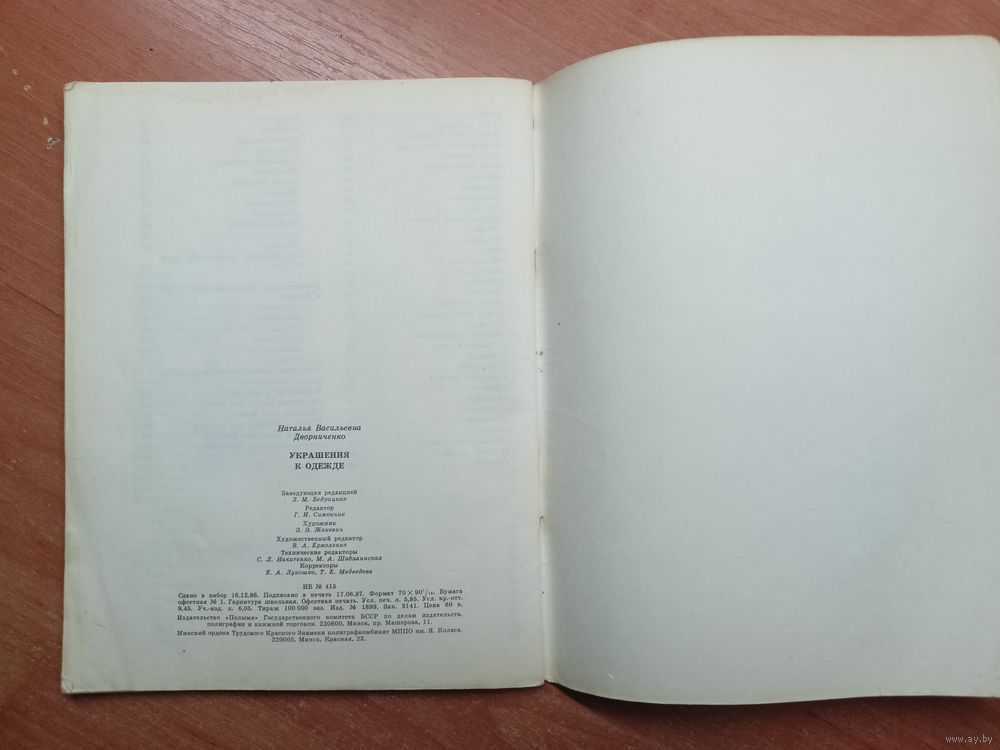 Наталья Васильевна
Дворниченко
УКРАШЕНИЯ
К ОДЕЖДЕ
Заведующая редакцией
З. М. Бедрицкая
Редактор
Г. И. Симончик
Художник
Э. Э. Жакевич
Художественный редактор
В. А. Ермоленко
Технические редакторы
С. Л. Никитенко, М. А. Шабалинская
Корректоры
Е. А. Лукошко, Т. Е. Медведева
ИБ № 415
Сдано в набор 16.12.86. Подписано в печать 17.06.87. Формат 70×90¹/₁₆. Бумага
офсетная № 1. Гарнитура школьная. Офсетная печать. Усл. печ. л. 5,85. Усл. кр.-отт.
9,45. Уч.-изд. л. 6,05. Тираж 100 000 экз. Изд. № 1899. Зак. 3141. Цена 60 к.
Издательство «Полымя» Государственного комитета БССР по делам издательств,
полиграфии и книжной торговли. 220600, Минск, пр. Машерова, 11.
Минский ордена Трудового Красного Знамени полиграфкомбинат МППО им. Я. Коласа.
220005, Минск, Красная, 23.
www.ay.by